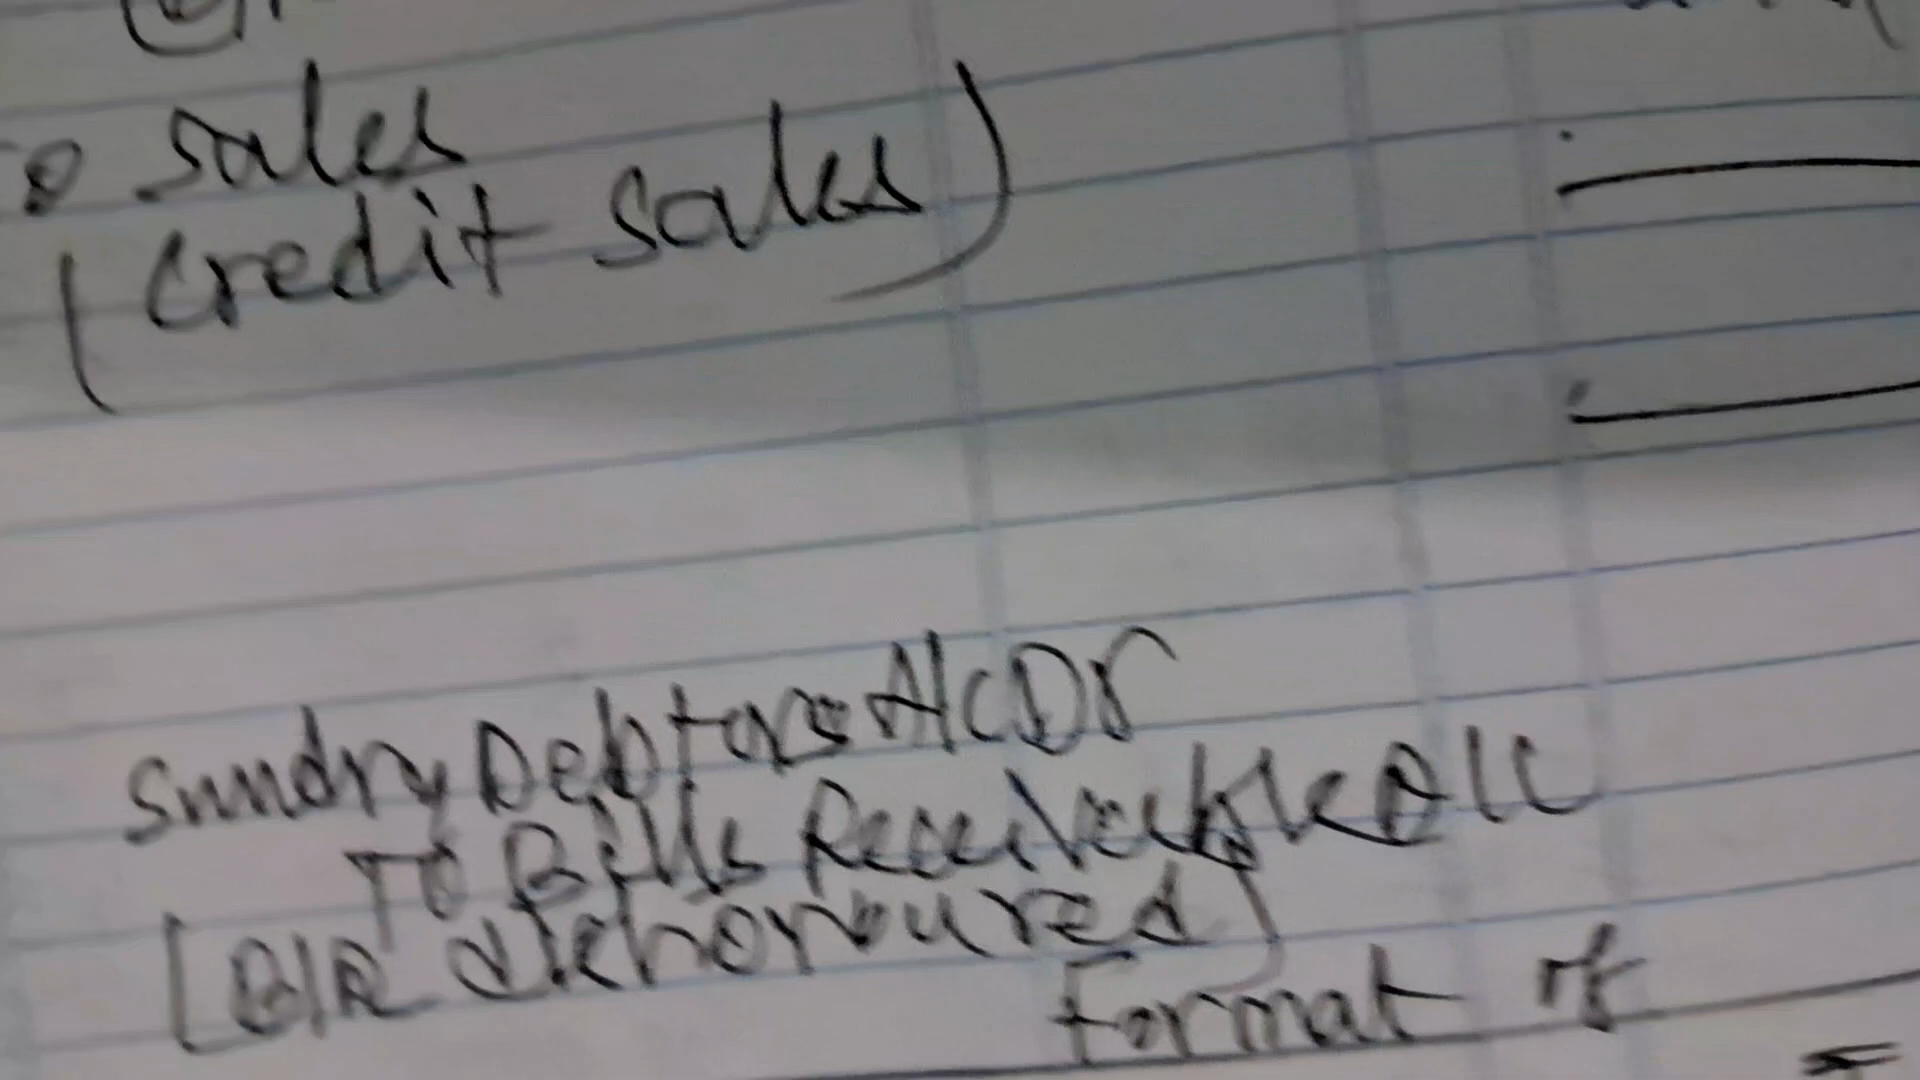 sales
(credit sales)
Sundry Debtors A/C Dr
To Bills Receivable A/C
(B/R dishonoured)
Format of